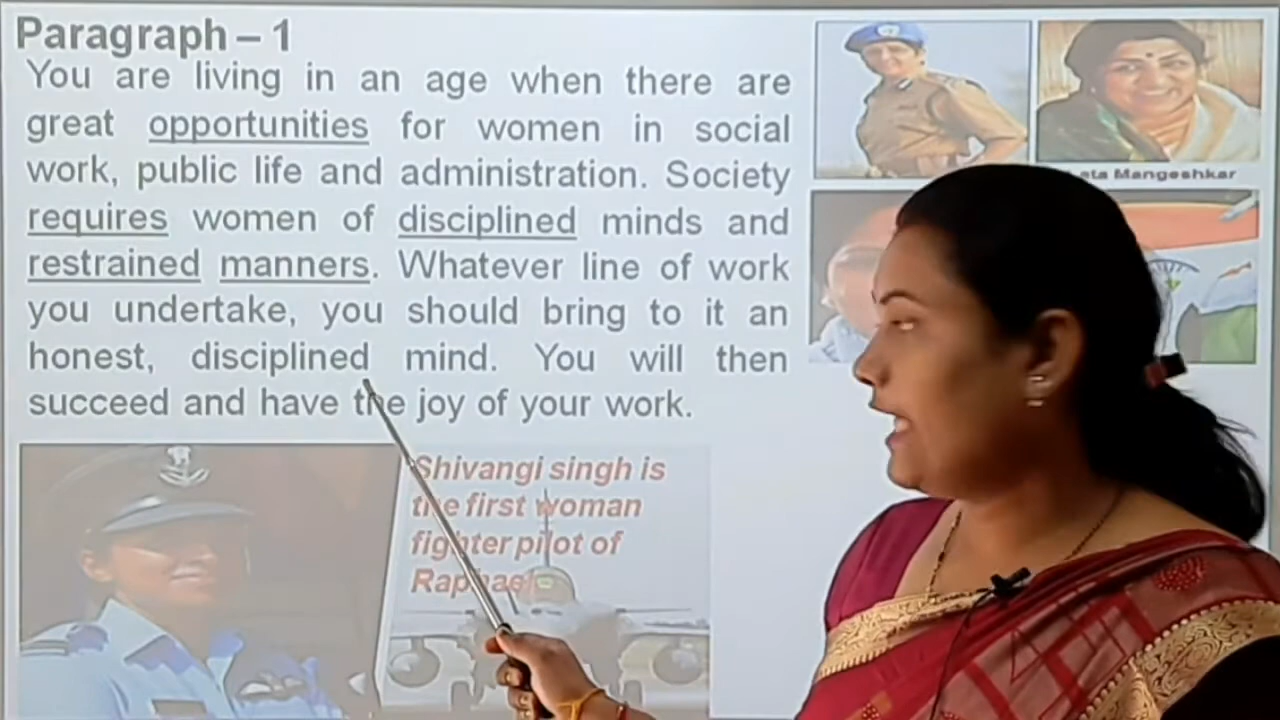 Paragraph – 1
You are living in an age when there are
great opportunities for women in social
work, public life and administration. Society
requires women of disciplined minds and
restrained manners. Whatever line of work
you undertake, you should bring to it an
honest, disciplined mind. You will then
succeed and have the joy of your work.
Mangeshkar
Shivangi singh is
the first woman
fighter pilot of
Raphael